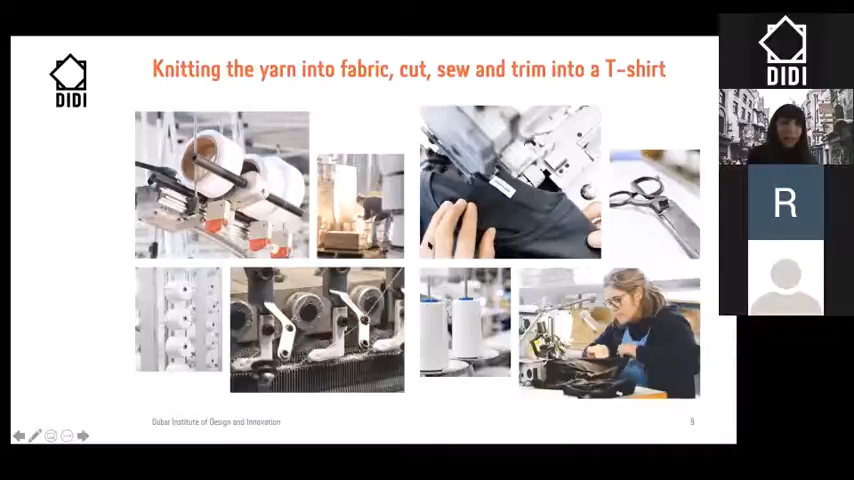 Knitting the yarn into fabric, cut, sew and trim into a T-shirt
DIDI
DIDI
R
Dubai Institute of Design and Innovation
9